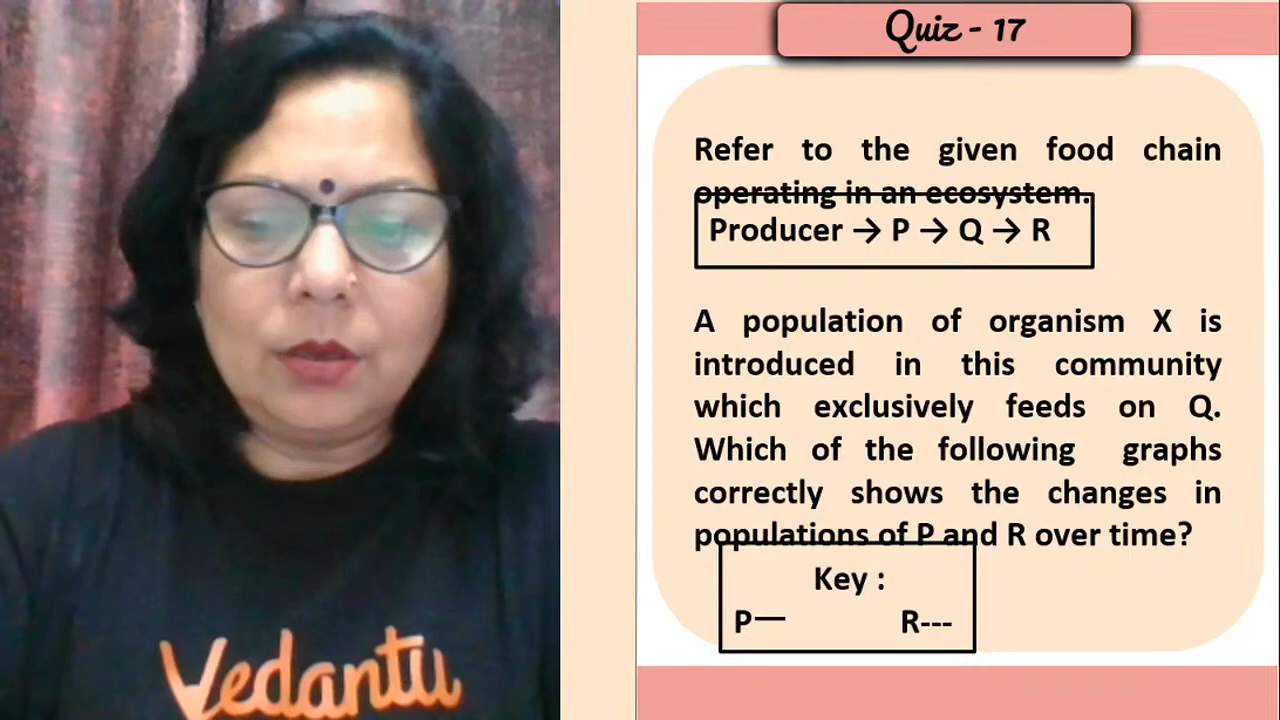 Quiz - 17
Refer to the given food chain
operating in an ecosystem.
Producer → P → Q → R
A population of organism X is
introduced in this community
which exclusively feeds on Q.
Which of the following graphs
correctly shows the changes in
populations of P and R over time?
Key :
P— R---
Vedantu